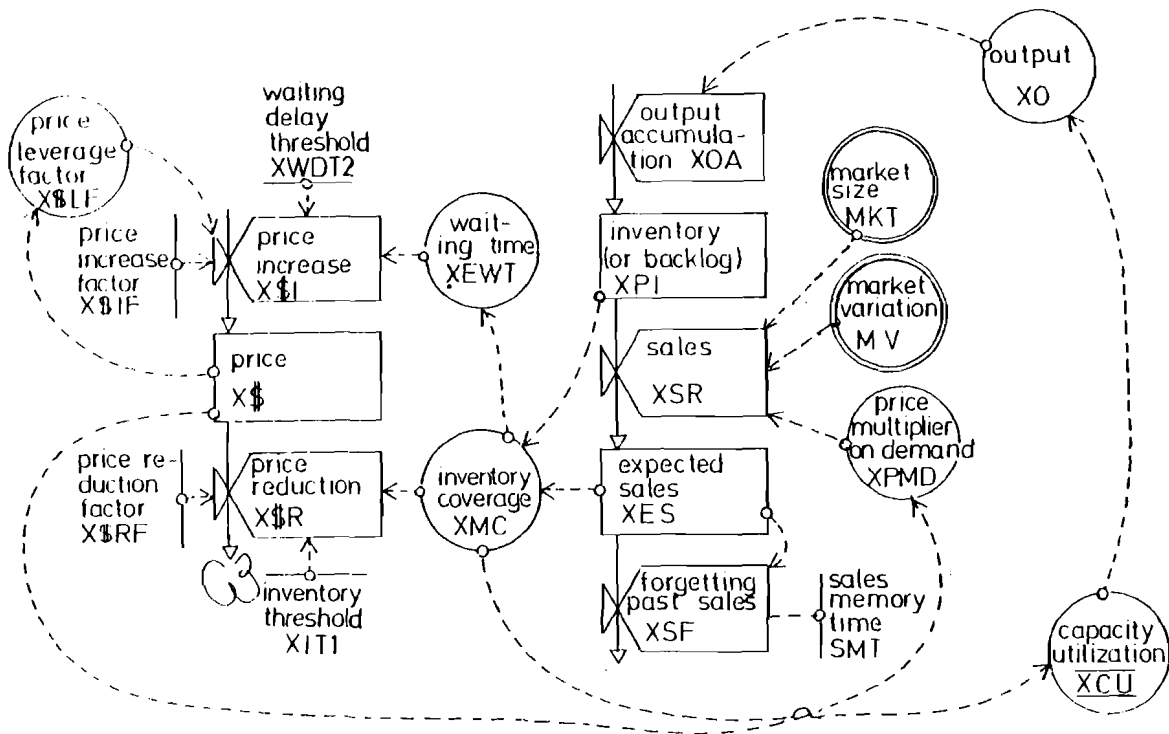 output
XO
waiting
delay
threshold
XWDT2
output
accumula-
tion XOA
price
leverage
factor
X$LF
market
size
MKT
price
increase
factor
X$IF
price
increase
X$I
wait-
ing time
XEWT
inventory
(or backlog)
XPI
market
variation
MV
price
X$
sales
XSR
price
multiplier
on demand
XPMD
price re-
duction
factor
X$RF
price
reduction
X$R
inventory
coverage
XMC
expected
sales
XES
inventory
threshold
XIT1
forgetting
past sales
XSF
sales
memory
time
SMT
capacity
utilization
XCU